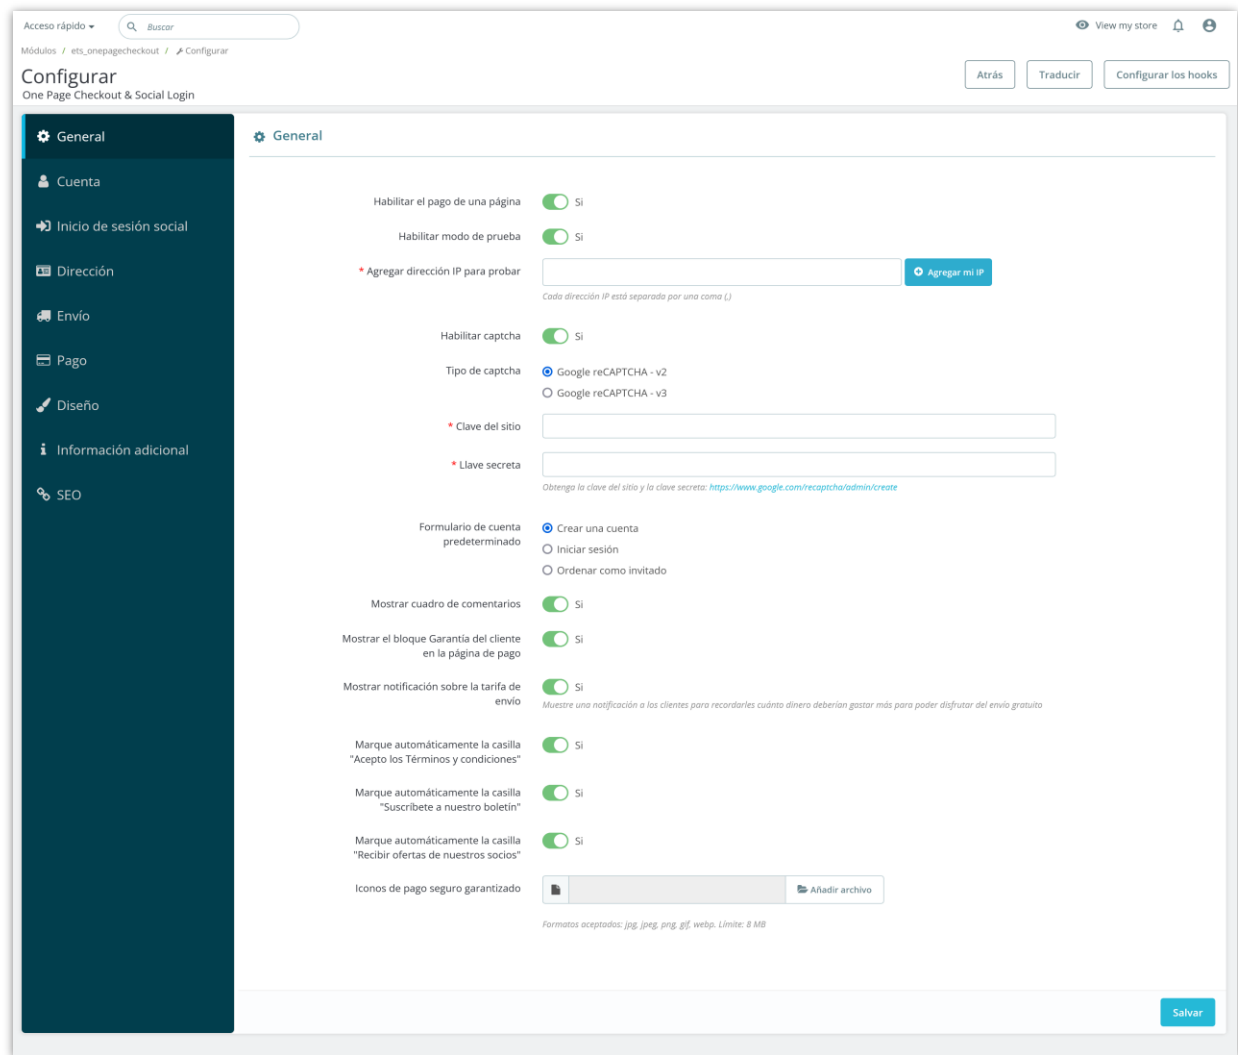 Acceso rápido
Buscar
View my store
Módulos / ets_onepagecheckout / Configurar
Configurar
One Page Checkout & Social Login
Atrás
Traducir
Configurar los hooks
General
Cuenta
Inicio de sesión social
Dirección
Envío
Pago
Diseño
Información adicional
SEO
General
Habilitar el pago de una página
Si
Habilitar modo de prueba
Si
* Agregar dirección IP para probar
Agregar mi IP
Cada dirección IP está separada por una coma (,)
Habilitar captcha
Si
Tipo de captcha
Google reCAPTCHA - v2
Google reCAPTCHA - v3
* Clave del sitio
* Llave secreta
Obtenga la clave del sitio y la clave secreta: https://www.google.com/recaptcha/admin/create
Formulario de cuenta
predeterminado
Crear una cuenta
Iniciar sesión
Ordenar como invitado
Mostrar cuadro de comentarios
Si
Mostrar el bloque Garantía del cliente
en la página de pago
Si
Mostrar notificación sobre la tarifa de
envío
Si
Muestre una notificación a los clientes para recordarles cuánto dinero deberían gastar más para poder disfrutar del envío gratuito
Marque automáticamente la casilla
"Acepto los Términos y condiciones"
Si
Marque automáticamente la casilla
"Suscríbete a nuestro boletín"
Si
Marque automáticamente la casilla
"Recibir ofertas de nuestros socios"
Si
Iconos de pago seguro garantizado
Añadir archivo
Formatos aceptados: jpg, jpeg, png, gif, webp. Límite: 8 MB
Salvar